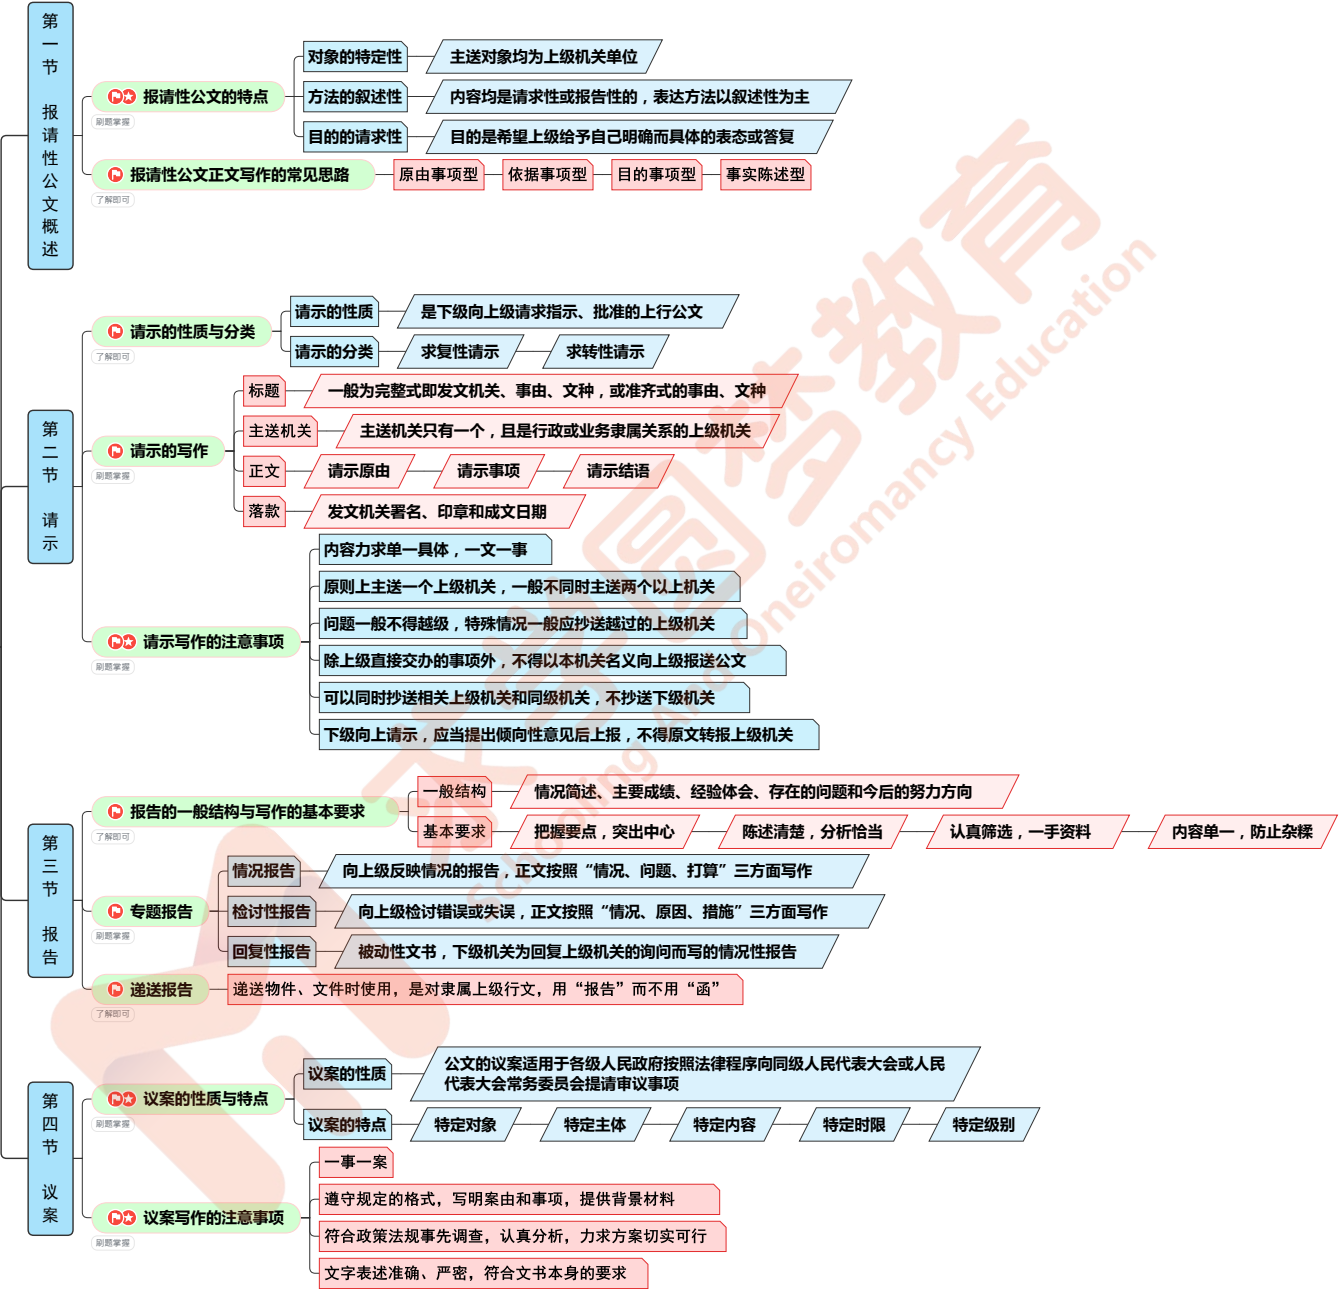 第一节 报请性公文概述
报请性公文的特点
刷题掌握
对象的特定性
主送对象均为上级机关单位
方法的叙述性
内容均是请求性或报告性的，表达方法以叙述性为主
目的的请求性
目的是希望上级给予自己明确而具体的表态或答复
报请性公文正文写作的常见思路
了解即可
原由事项型
依据事项型
目的事项型
事实陈述型
第二节 请示
请示的性质与分类
了解即可
请示的性质
是下级向上级请求指示、批准的上行公文
请示的分类
求复性请示
求转性请示
请示的写作
刷题掌握
标题
一般为完整式即发文机关、事由、文种，或准齐式的事由、文种
主送机关
主送机关只有一个，且是行政或业务隶属关系的上级机关
正文
请示原由
请示事项
请示结语
落款
发文机关署名、印章和成文日期
请示写作的注意事项
刷题掌握
内容力求单一具体，一文一事
原则上主送一个上级机关，一般不同时主送两个以上机关
问题一般不得越级，特殊情况一般应抄送越过的上级机关
除上级直接交办的事项外，不得以本机关名义向上级报送公文
可以同时抄送相关上级机关和同级机关，不抄送下级机关
下级向上请示，应当提出倾向性意见后上报，不得原文转报上级机关
第三节 报告
报告的一般结构与写作的基本要求
了解即可
一般结构
情况简述、主要成绩、经验体会、存在的问题和今后的努力方向
基本要求
把握要点，突出中心
陈述清楚，分析恰当
认真筛选，一手资料
内容单一，防止杂糅
专题报告
刷题掌握
情况报告
向上级反映情况的报告，正文按照“情况、问题、打算”三方面写作
检讨性报告
向上级检讨错误或失误，正文按照“情况、原因、措施”三方面写作
回复性报告
被动性文书，下级机关为回复上级机关的询问而写的情况性报告
递送报告
了解即可
递送物件、文件时使用，是对隶属上级行文，用“报告”而不用“函”
第四节 议案
议案的性质与特点
刷题掌握
议案的性质
公文的议案适用于各级人民政府按照法律程序向同级人民代表大会或人民
代表大会常务委员会提请审议事项
议案的特点
特定对象
特定主体
特定内容
特定时限
特定级别
议案写作的注意事项
刷题掌握
一事一案
遵守规定的格式，写明案由和事项，提供背景材料
符合政策法规事先调查，认真分析，力求方案切实可行
文字表述准确、严密，符合文书本身的要求
求学圆梦教育
Schooling And Oneiromancy Education